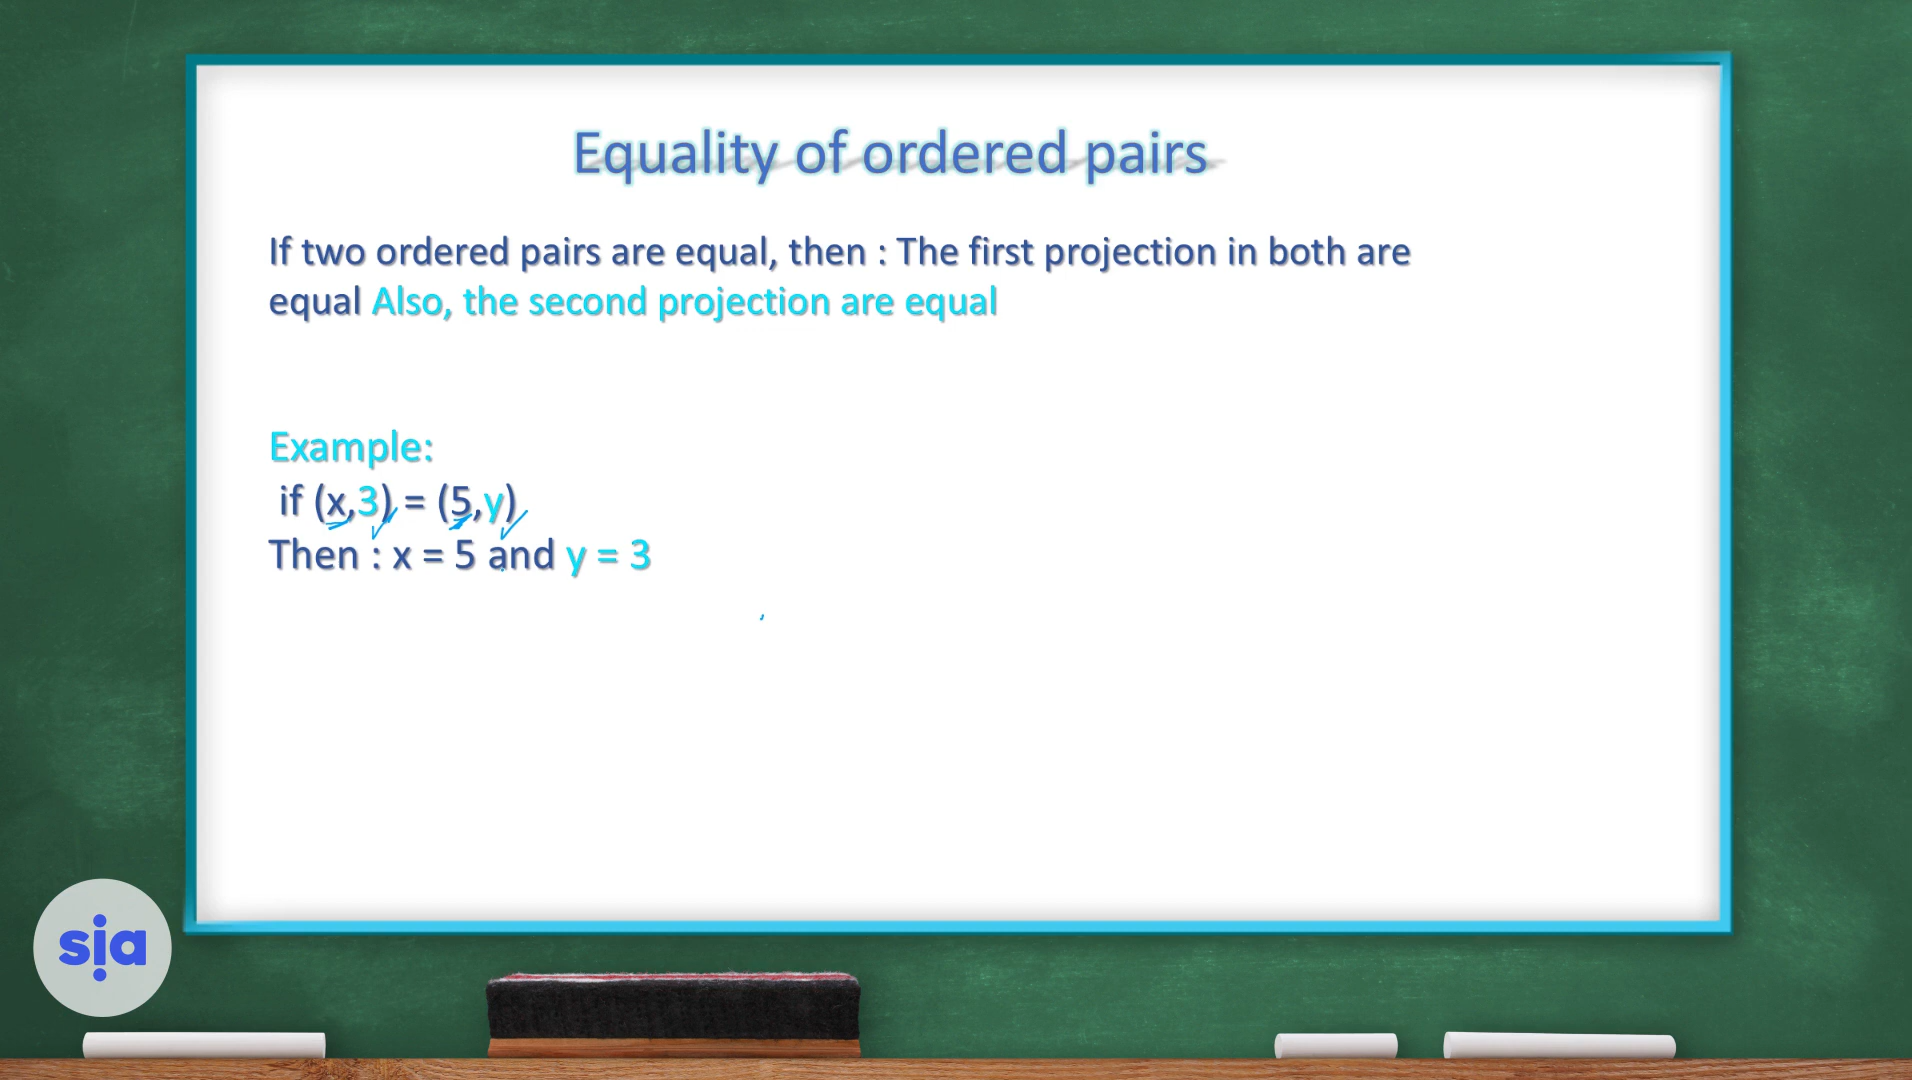 Equality of ordered pairs
If two ordered pairs are equal, then : The first projection in both are
equal Also, the second projection are equal
Example:
if (x,3) = (5,y)
Then : x = 5 and y = 3
sia